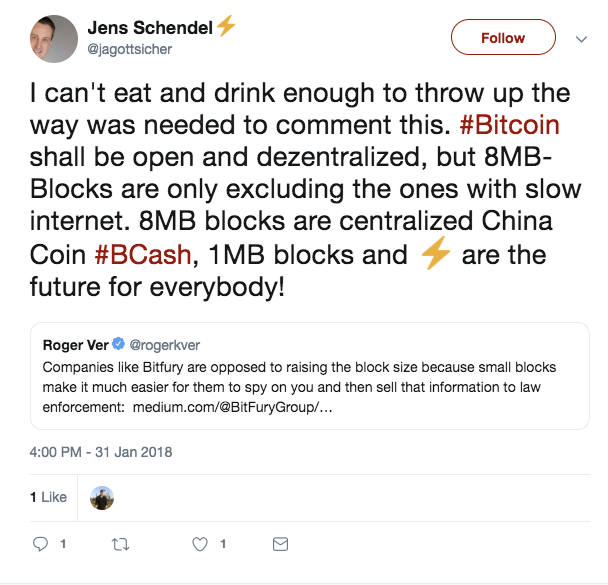 Jens Schendel⚡
@jagottsicher
Follow
I can't eat and drink enough to throw up the
way was needed to comment this. #Bitcoin
shall be open and dezentralized, but 8MB-
Blocks are only excluding the ones with slow
internet. 8MB blocks are centralized China
Coin #BCash, 1MB blocks and ⚡ are the
future for everybody!
Roger Ver @rogerkver
Companies like Bitfury are opposed to raising the block size because small blocks
make it much easier for them to spy on you and then sell that information to law
enforcement: medium.com/@BitFuryGroup/…
4:00 PM - 31 Jan 2018
1 Like
1 1